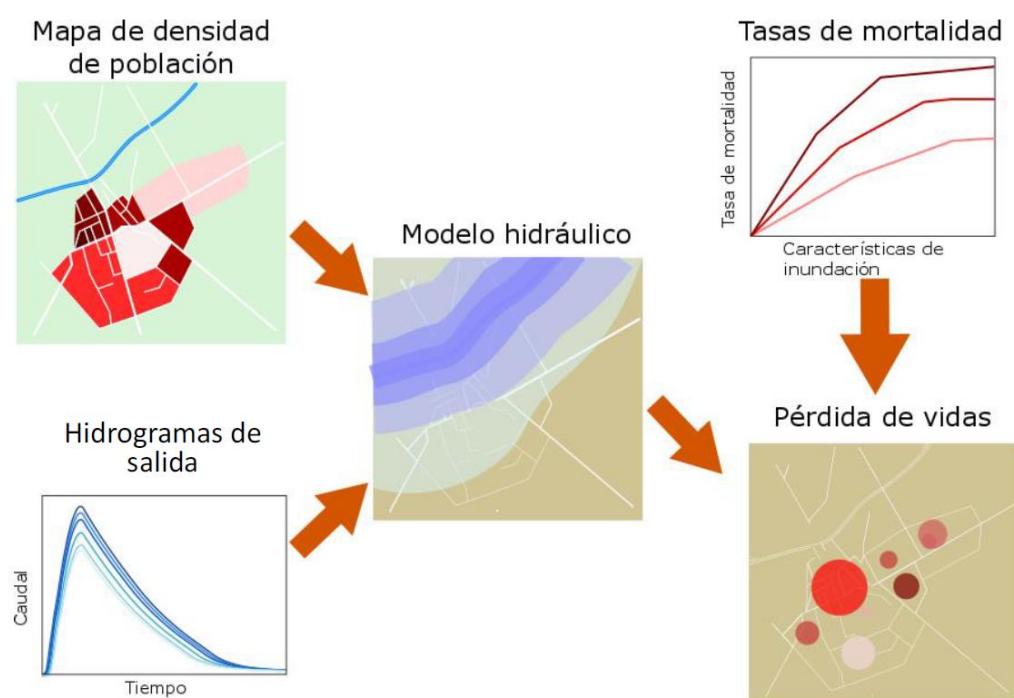 Mapa de densidad
de población
Tasas de mortalidad
Tasa de mortalidad
Características de
inundación
Modelo hidráulico
Hidrogramas de
salida
Caudal
Tiempo
Pérdida de vidas